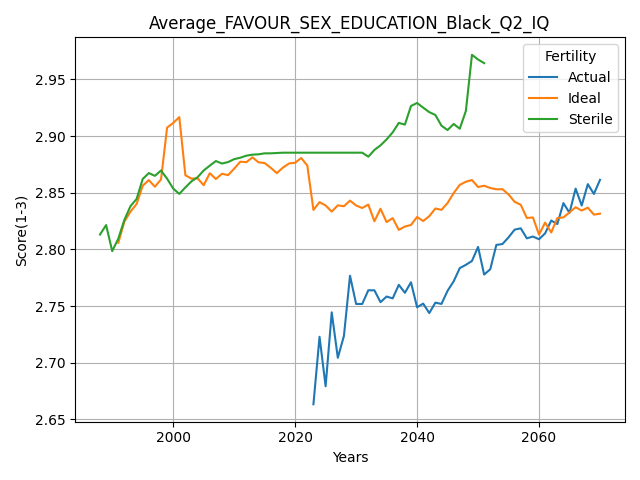 Average_FAVOUR_SEX_EDUCATION_Black_Q2_IQ
Fertility
Actual
Ideal
Sterile
Score(1-3)
2.95
2.90
2.85
2.80
2.75
2.70
2.65
2000 2020 2040 2060
Years